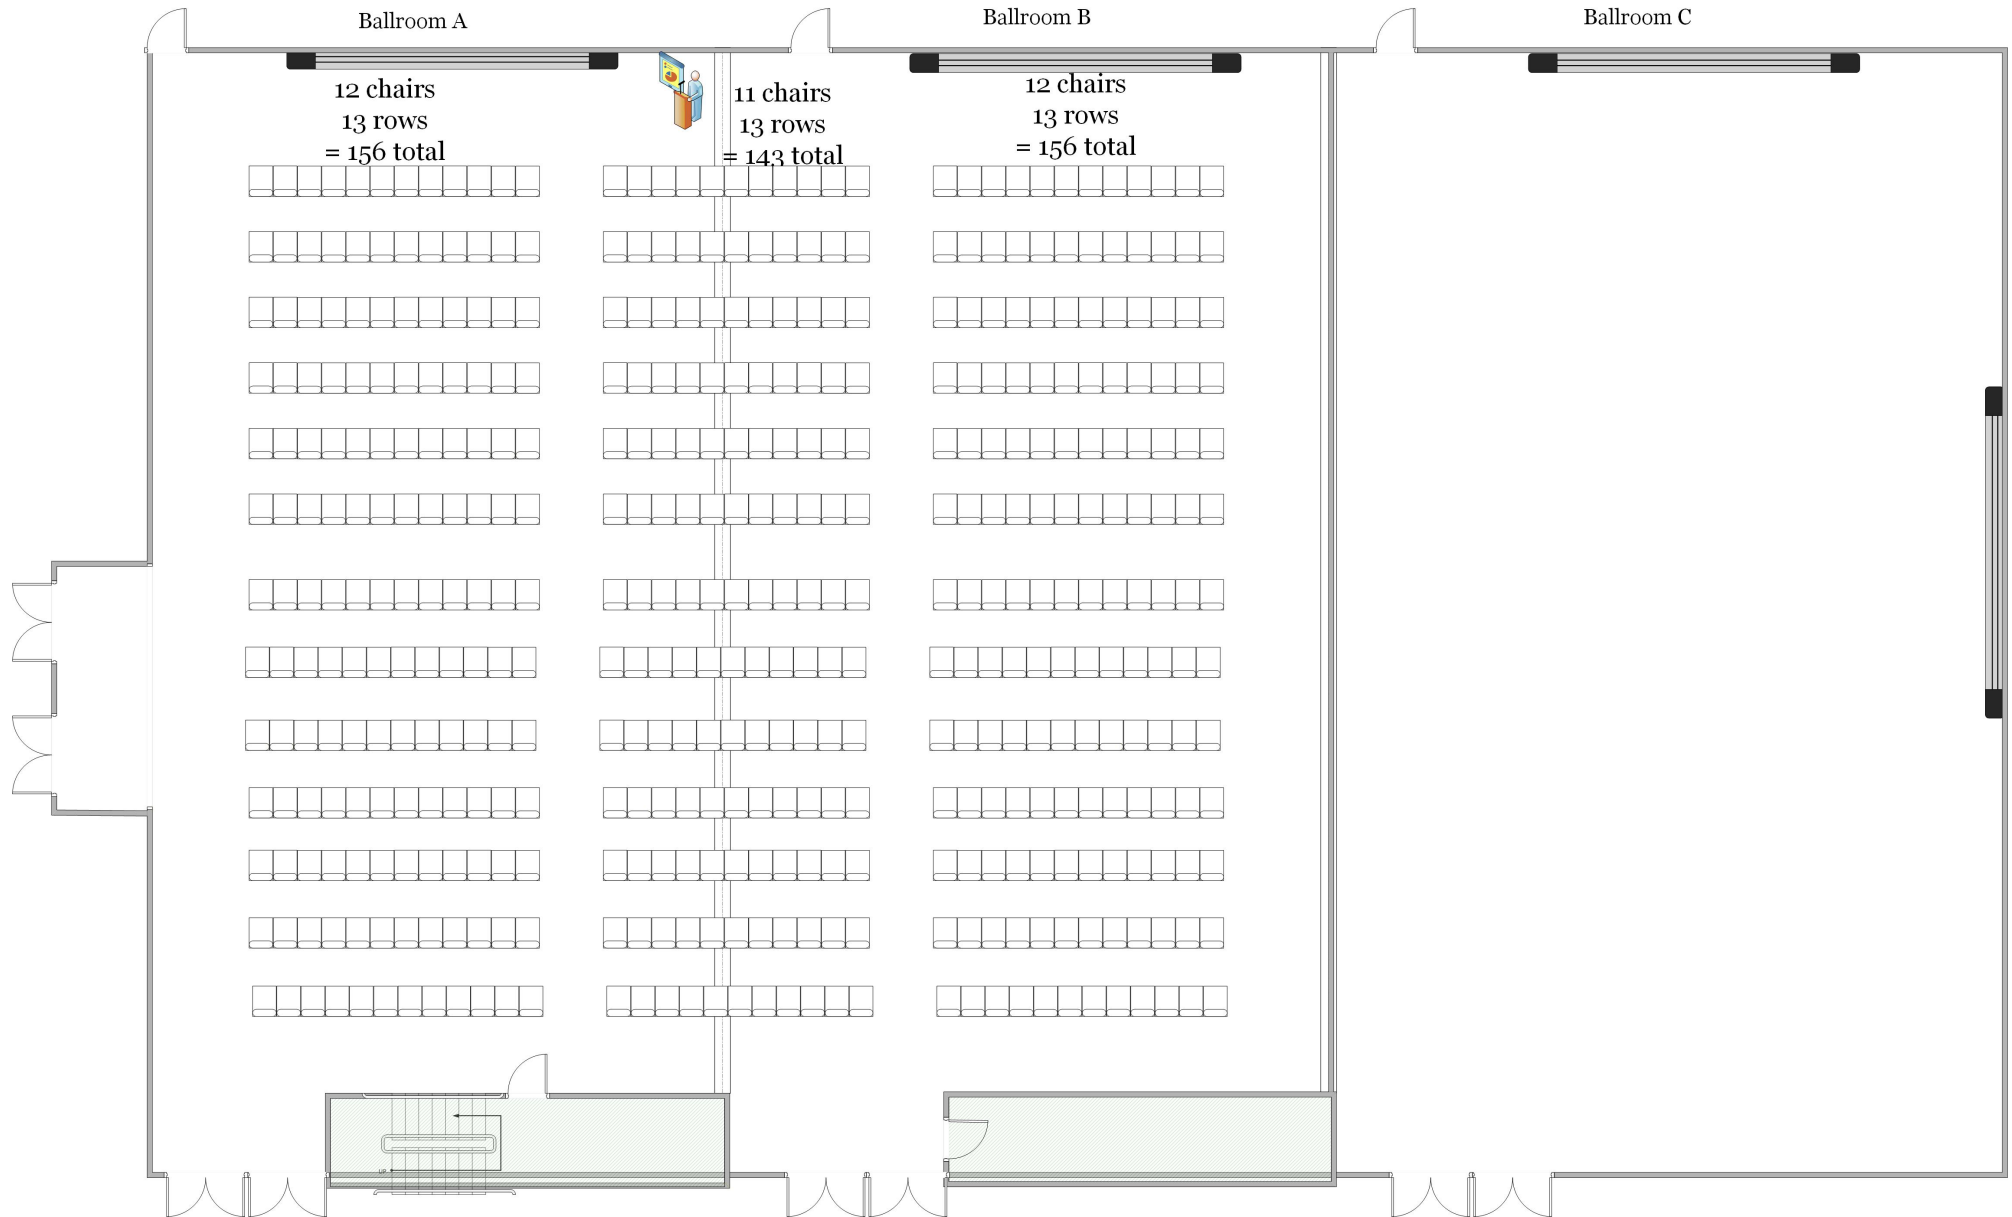 Ballroom A
Ballroom B
Ballroom C
12 chairs
13 rows
= 156 total
11 chairs
13 rows
= 143 total
12 chairs
13 rows
= 156 total
UP